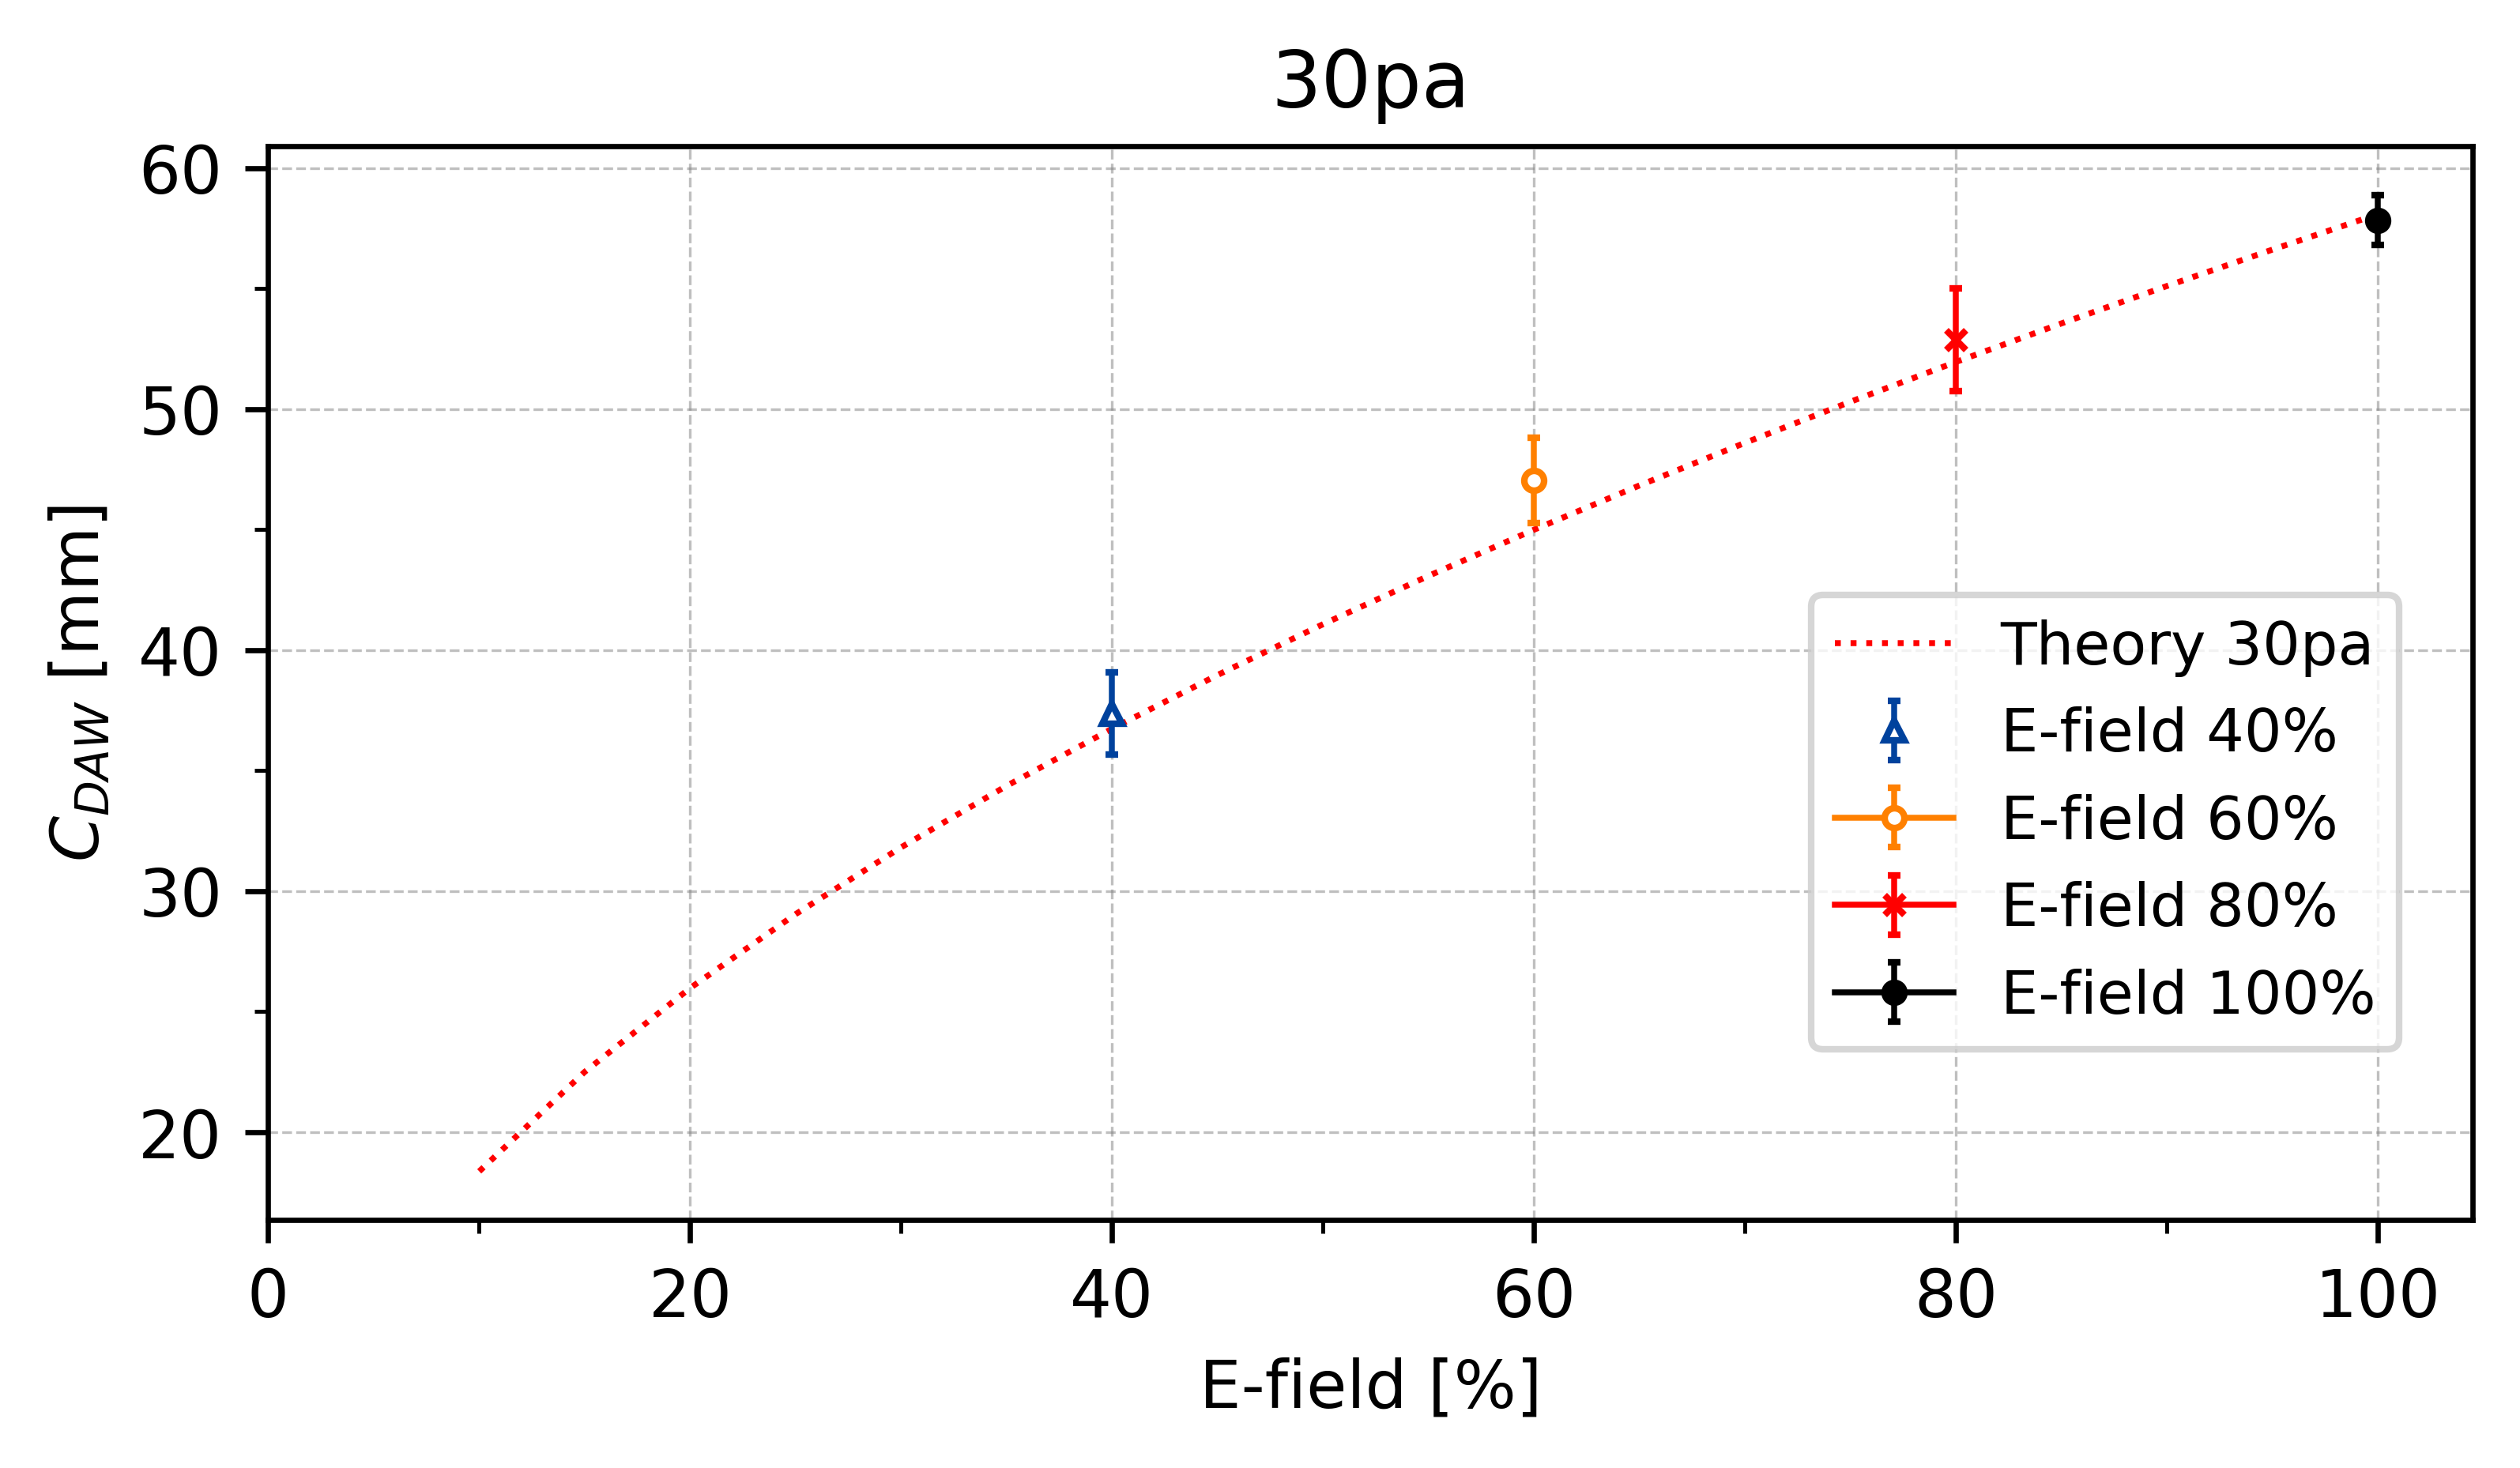 30pa
60
50
40
30
20
C_DAW [mm]
Theory 30pa
E-field 40%
E-field 60%
E-field 80%
E-field 100%
0 20 40 60 80 100
E-field [%]